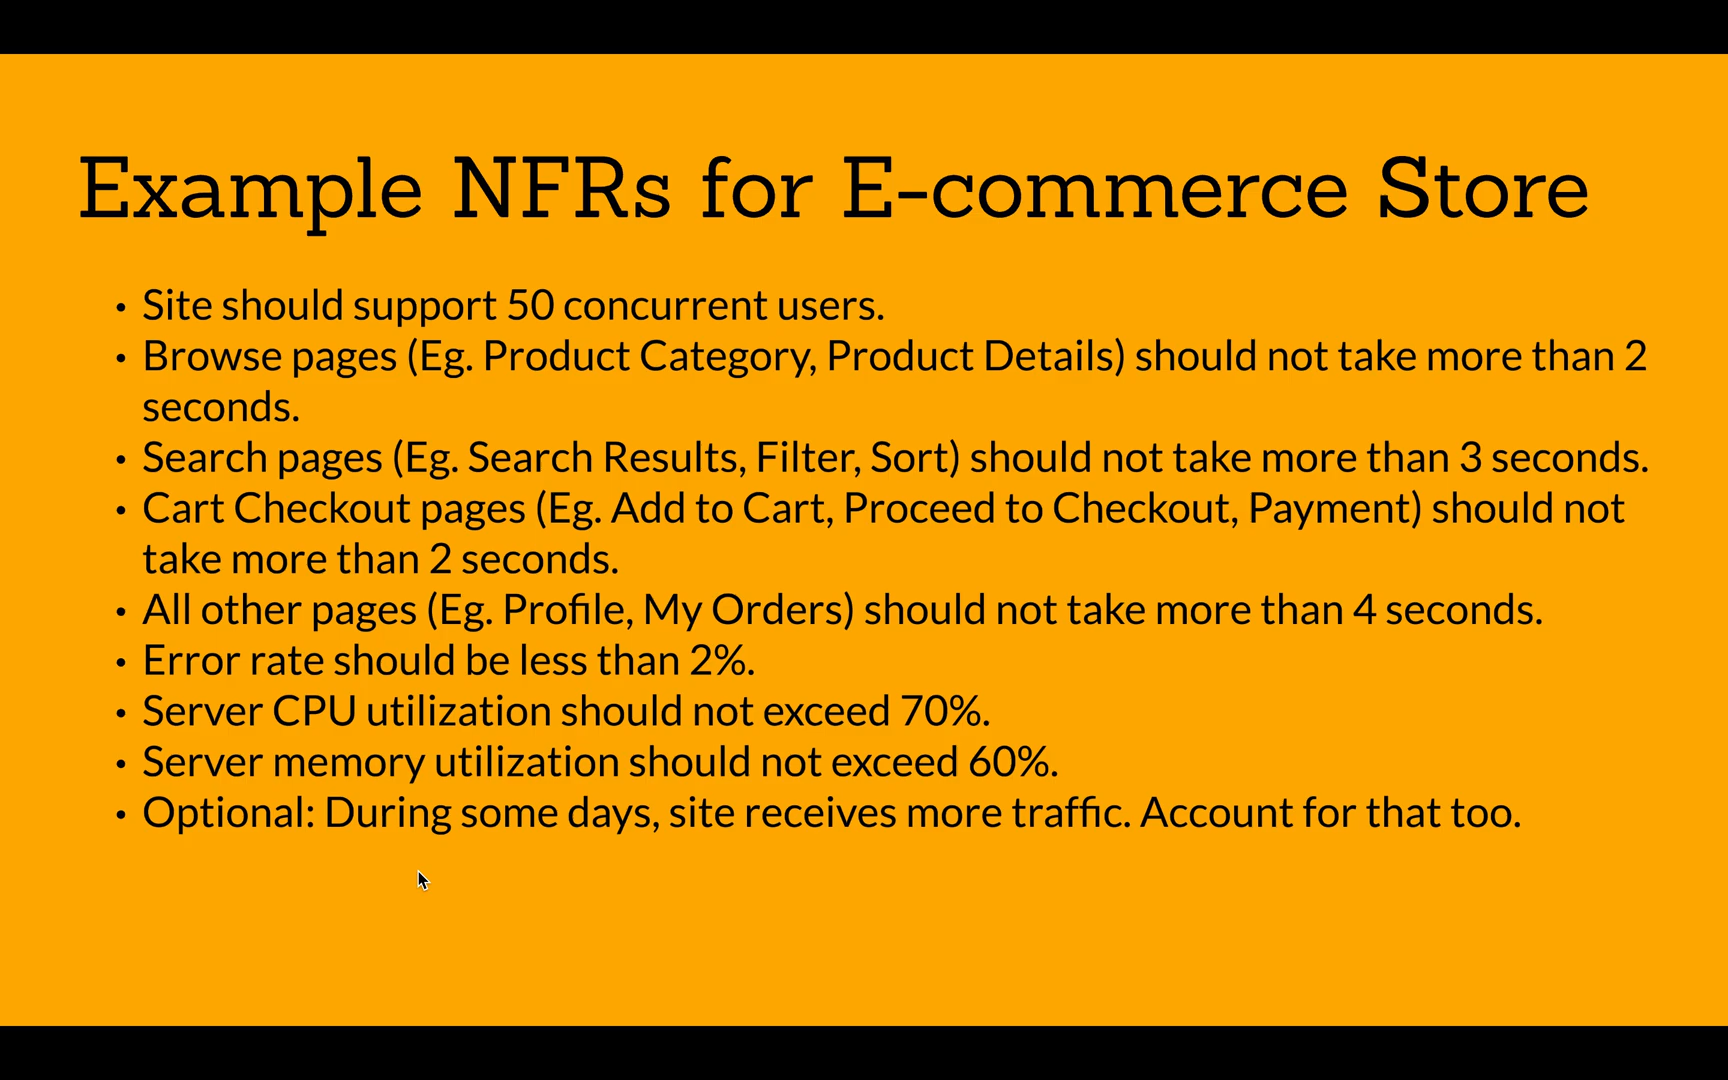 Example NFRs for E-commerce Store
• Site should support 50 concurrent users.
• Browse pages (Eg. Product Category, Product Details) should not take more than 2
seconds.
• Search pages (Eg. Search Results, Filter, Sort) should not take more than 3 seconds.
• Cart Checkout pages (Eg. Add to Cart, Proceed to Checkout, Payment) should not
take more than 2 seconds.
• All other pages (Eg. Profile, My Orders) should not take more than 4 seconds.
• Error rate should be less than 2%.
• Server CPU utilization should not exceed 70%.
• Server memory utilization should not exceed 60%.
• Optional: During some days, site receives more traffic. Account for that too.